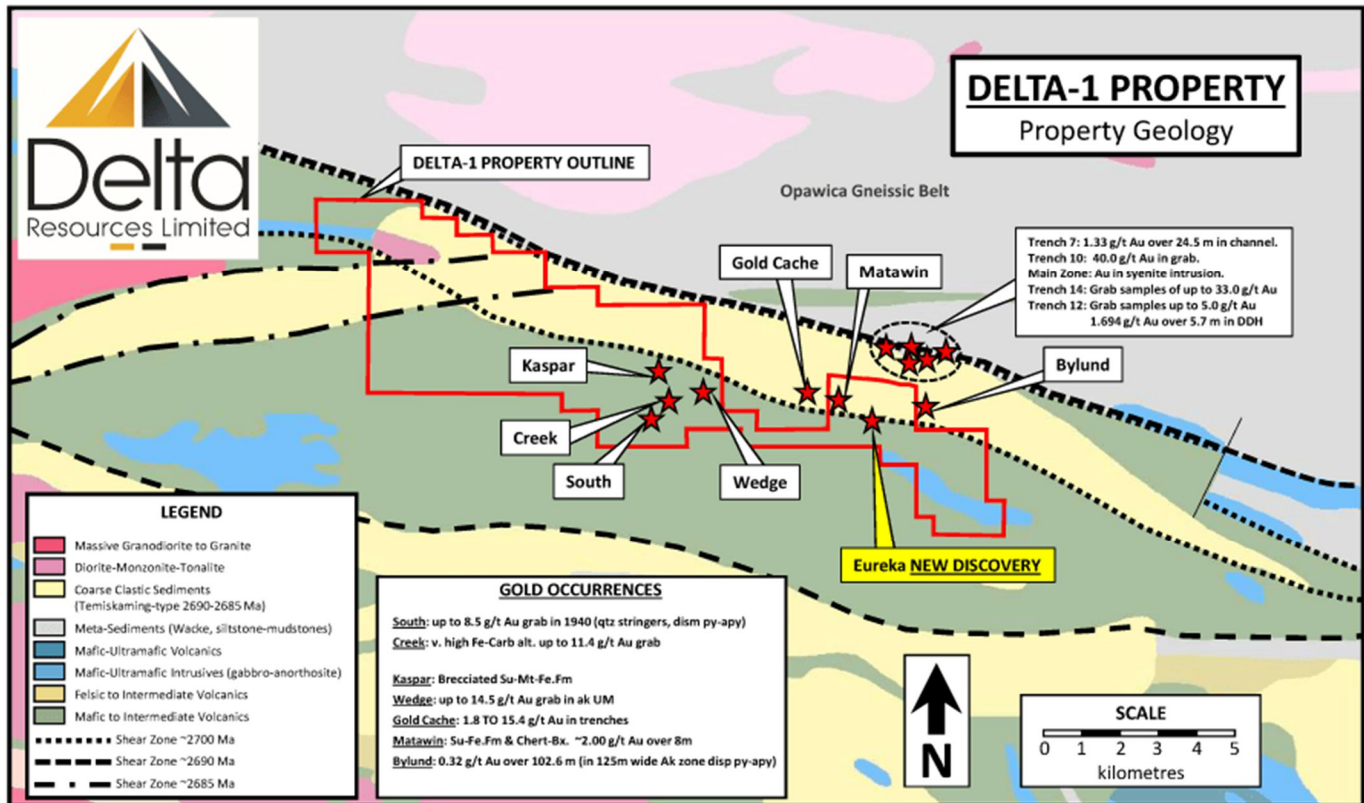 Delta
Resources Limited
DELTA-1 PROPERTY
Property Geology
DELTA-1 PROPERTY OUTLINE
Opawica Gneissic Belt
Trench 7: 1.33 g/t Au over 24.5 m in channel.
Trench 10: 40.0 g/t Au in grab.
Main Zone: Au in syenite intrusion.
Trench 14: Grab samples of up to 33.0 g/t Au
Trench 12: Grab samples up to 5.0 g/t Au
1.694 g/t Au over 5.7 m in DDH
Gold Cache
Matawin
Kaspar
Bylund
Creek
South
Wedge
Eureka NEW DISCOVERY
LEGEND
Massive Granodiorite to Granite
Diorite-Monzonite-Tonalite
Coarse Clastic Sediments
(Temiskaming-type 2690-2685 Ma)
Meta-Sediments (Wacke, siltstone-mudstones)
Mafic-Ultramafic Volcanics
Mafic-Ultramafic Intrusives (gabbro-anorthosite)
Felsic to Intermediate Volcanics
Mafic to Intermediate Volcanics
Shear Zone ~2700 Ma
Shear Zone ~2690 Ma
Shear Zone ~2685 Ma
GOLD OCCURRENCES
South: up to 8.5 g/t Au grab in 1940 (qtz stringers, dism py-apy)
Creek: v. high Fe-Carb alt. up to 11.4 g/t Au grab
Kaspar: Brecciated Su-Mt-Fe.Fm
Wedge: up to 14.5 g/t Au grab in ak UM
Gold Cache: 1.8 TO 15.4 g/t Au in trenches
Matawin: Su-Fe.Fm & Chert-Bx. ~2.00 g/t Au over 8m
Bylund: 0.32 g/t Au over 102.6 m (in 125m wide Ak zone disp py-apy)
N
SCALE
0 1 2 3 4 5
kilometres